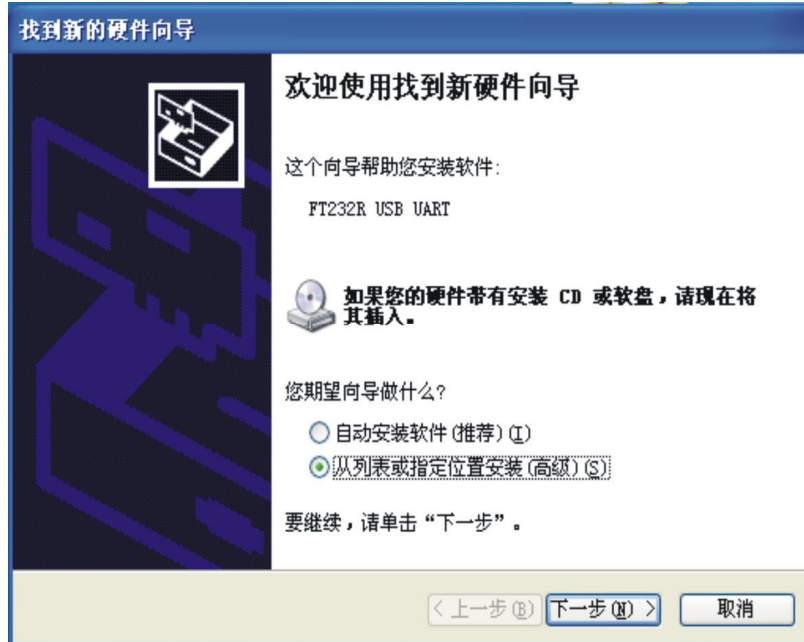 找到新的硬件向导
欢迎使用找到新硬件向导
这个向导帮助您安装软件:
FT232R USB UART
如果您的硬件带有安装 CD 或软盘，请现在将
其插入。
您期望向导做什么?
自动安装软件(推荐)(I)
从列表或指定位置安装(高级)(S)
要继续，请单击“下一步”。
< 上一步(B) 下一步(N) > 取消